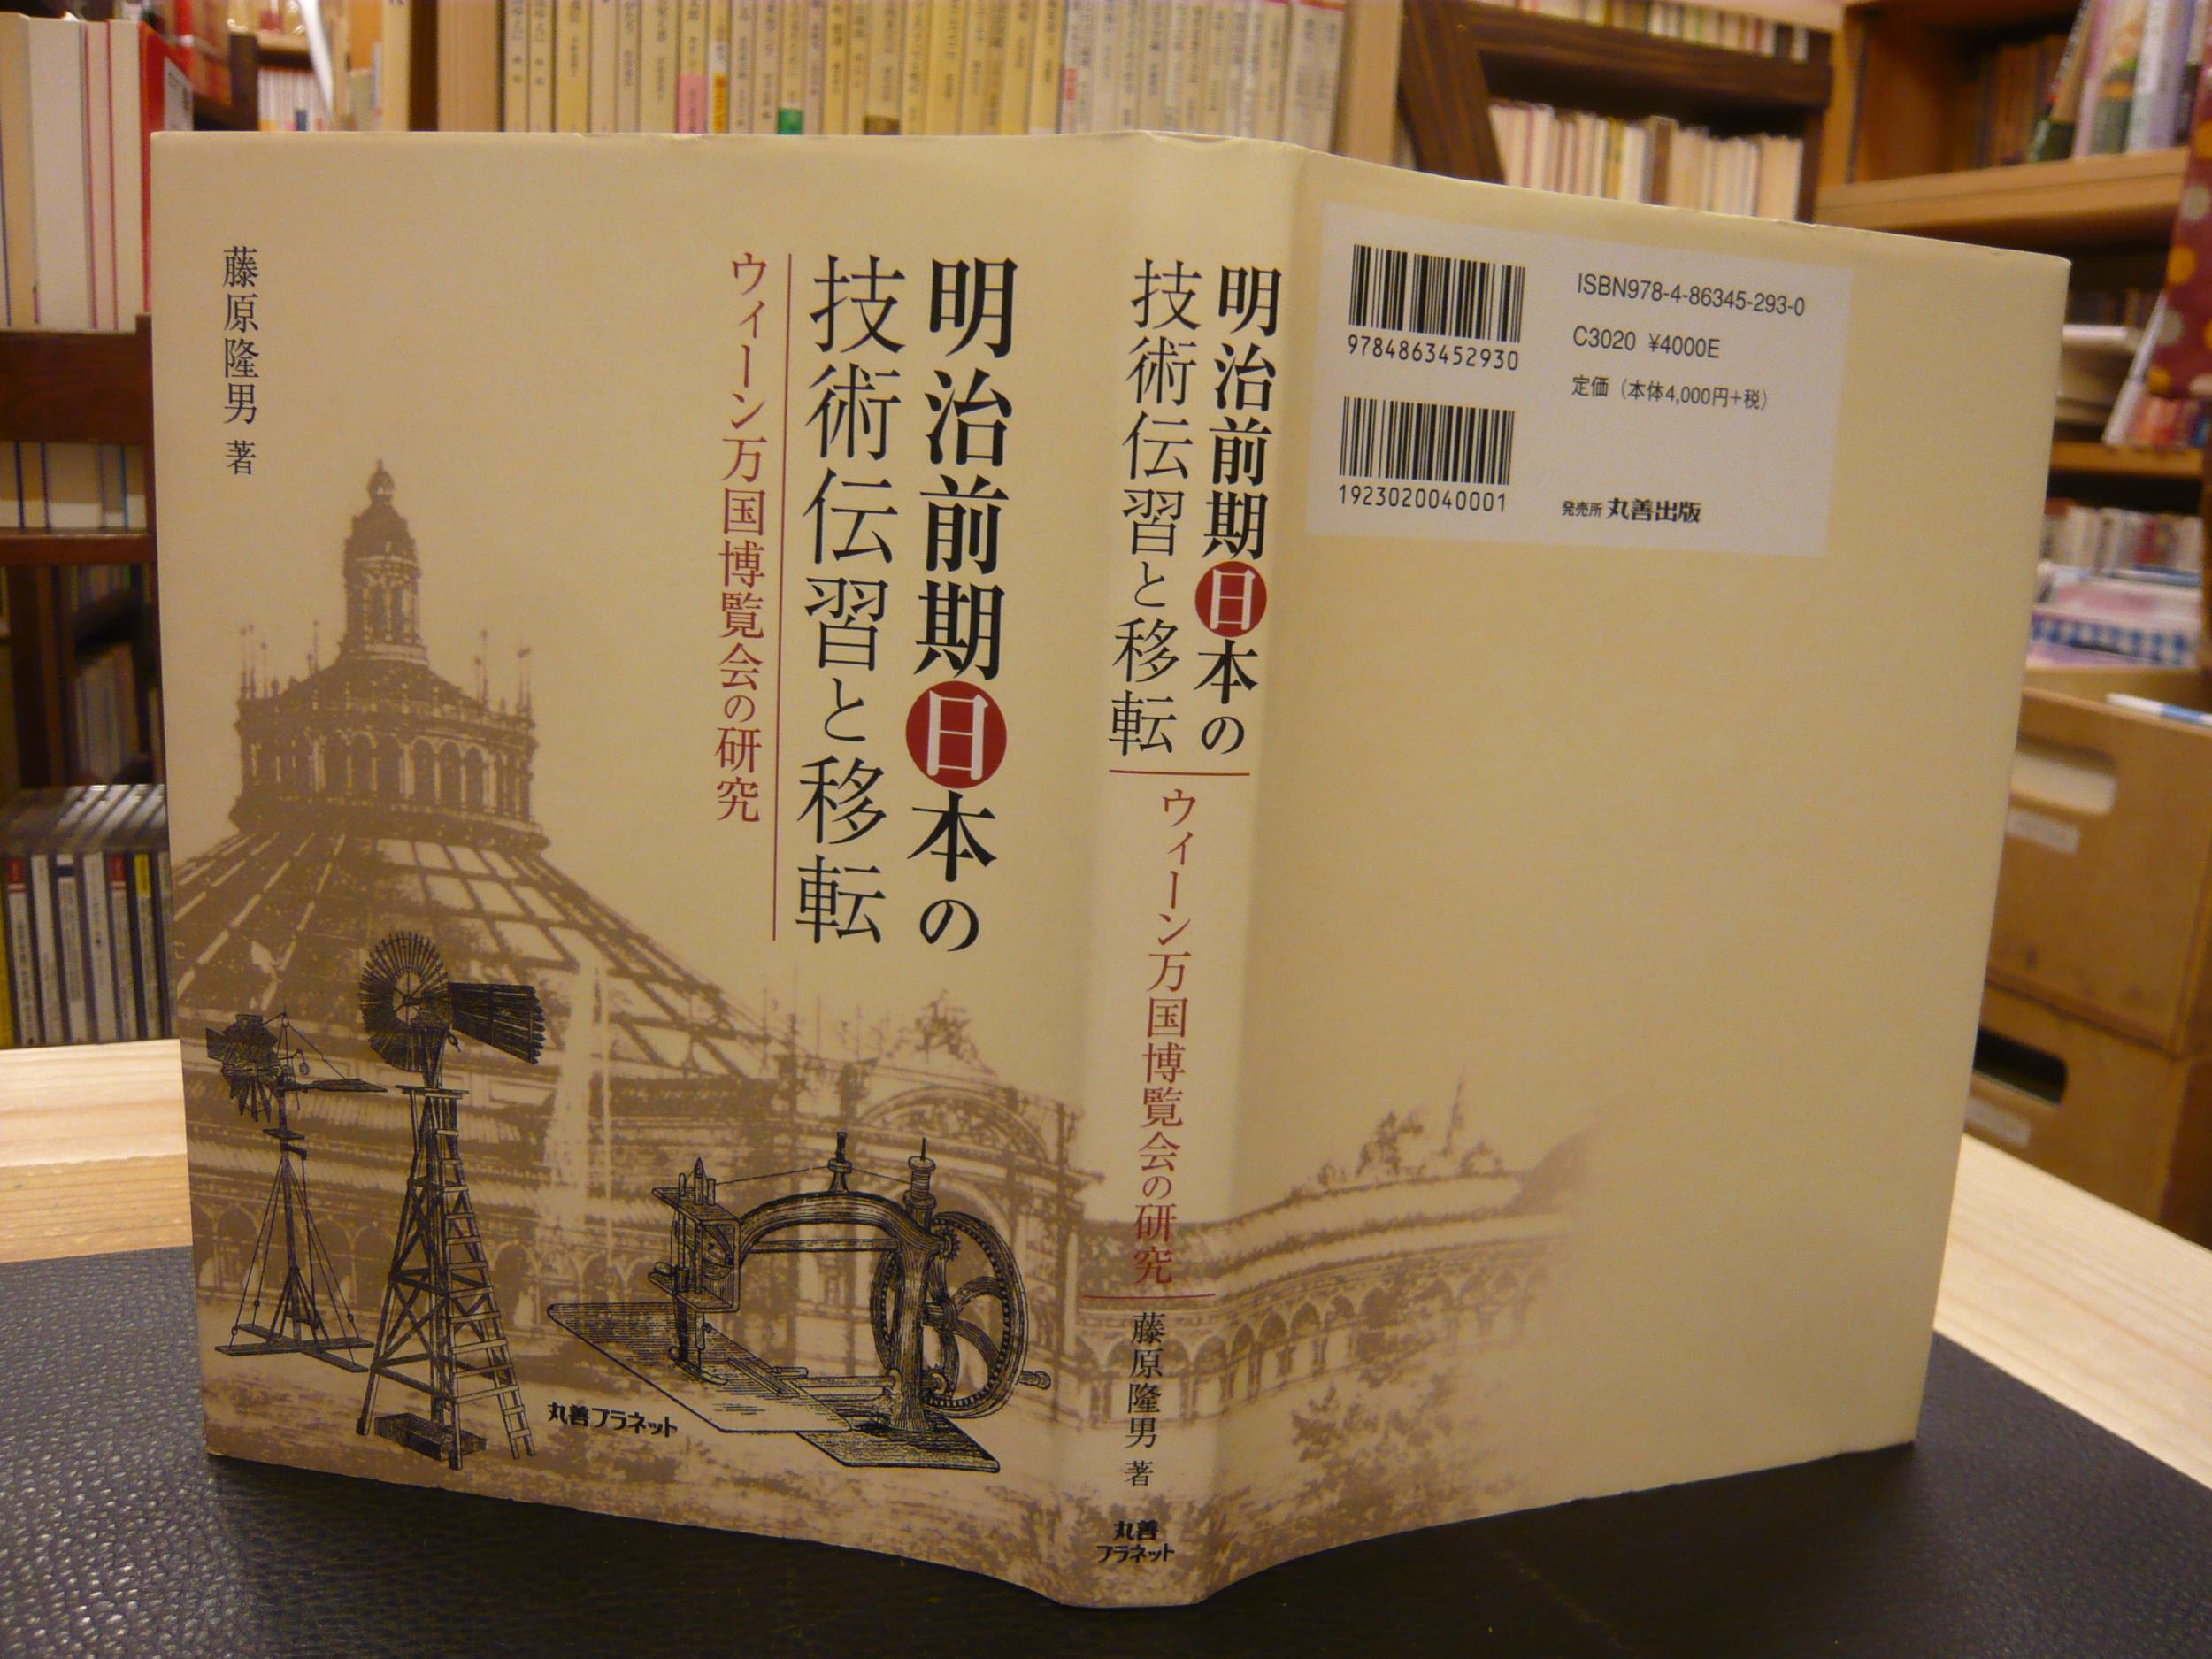 明治前期日本の
技術伝習と移転
ウィーン万国博覧会の研究
藤原隆男 著
丸善プラネット
明治前期日本の
技術伝習と移転
ウィーン万国博覧会の研究
藤原隆男 著
丸善
プラネット
9784863452930
1923020040001
ISBN978-4-86345-293-0
C3020 ¥4000E
定価（本体4,000円+税）
発売所 丸善出版